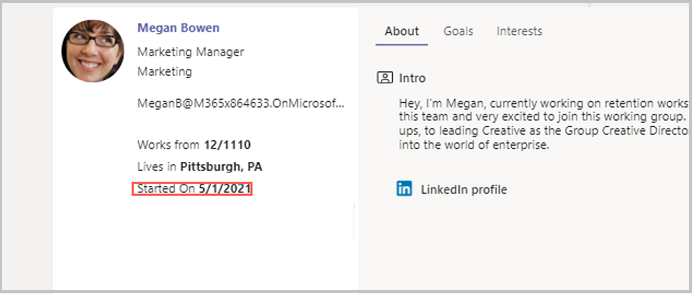 Megan Bowen
Marketing Manager
Marketing
MeganB@M365x864633.OnMicrosof...
Works from 12/1110
Lives in Pittsburgh, PA
Started On 5/1/2021
About Goals Interests
Intro
Hey, I'm Megan, currently working on retention works
this team and very excited to join this working group.
ups, to leading Creative as the Group Creative Directo
into the world of enterprise.
LinkedIn profile